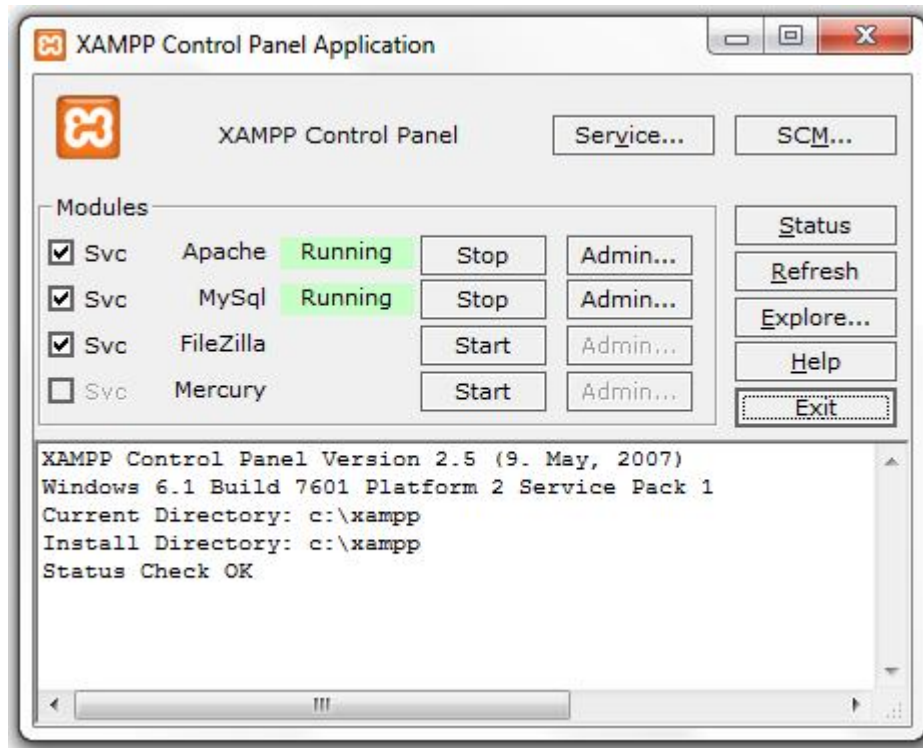 XAMPP Control Panel Application
XAMPP Control Panel Service... SCM...
Modules
Svc Apache Running Stop Admin...
Svc MySql Running Stop Admin...
Svc FileZilla Start Admin...
Svc Mercury Start Admin...
Status
Refresh
Explore...
Help
Exit
XAMPP Control Panel Version 2.5 (9. May, 2007)
Windows 6.1 Build 7601 Platform 2 Service Pack 1
Current Directory: c:\xampp
Install Directory: c:\xampp
Status Check OK